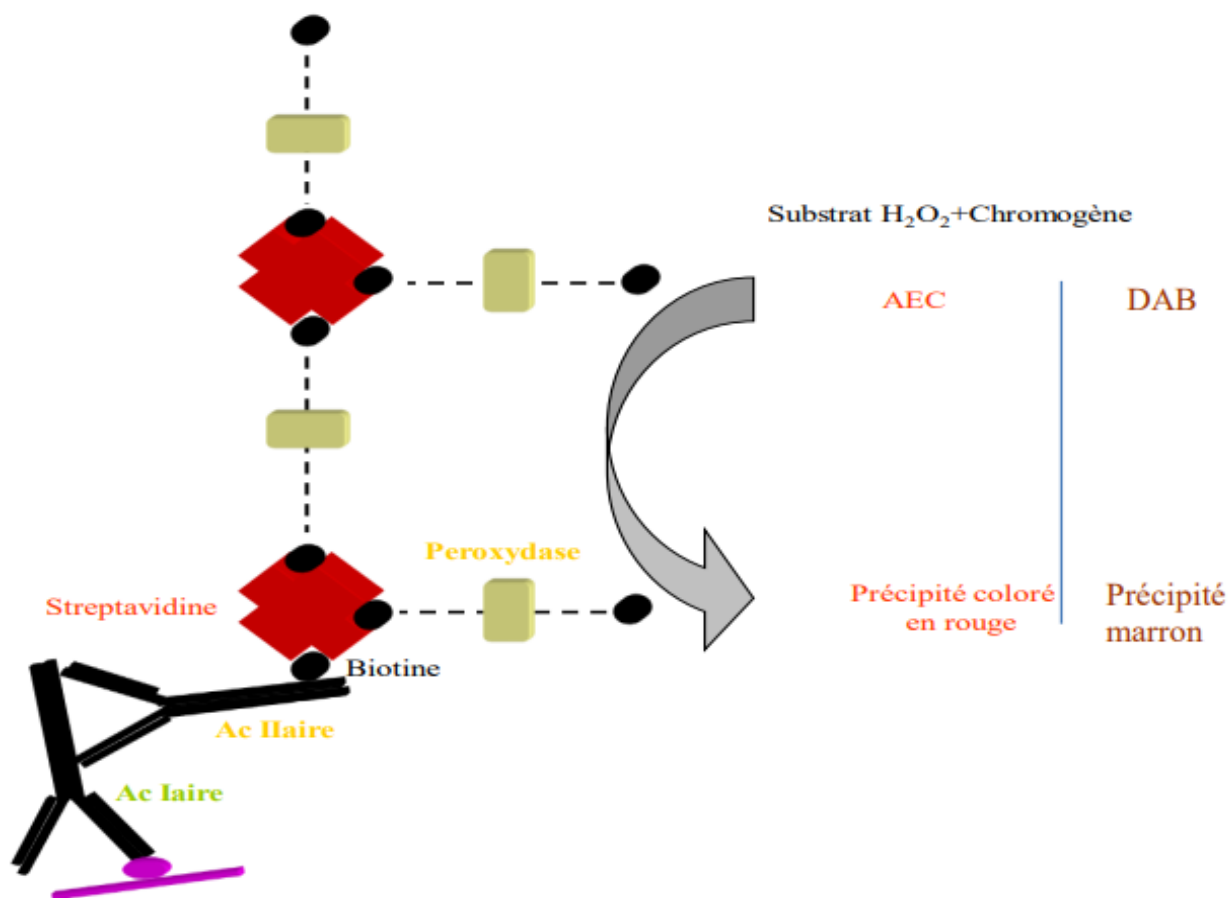 Substrat H₂O₂+Chromogène
AEC
DAB
Peroxydase
Streptavidine
Précipité coloré
en rouge
Précipité
marron
Biotine
Ac IIaire
Ac Iaire